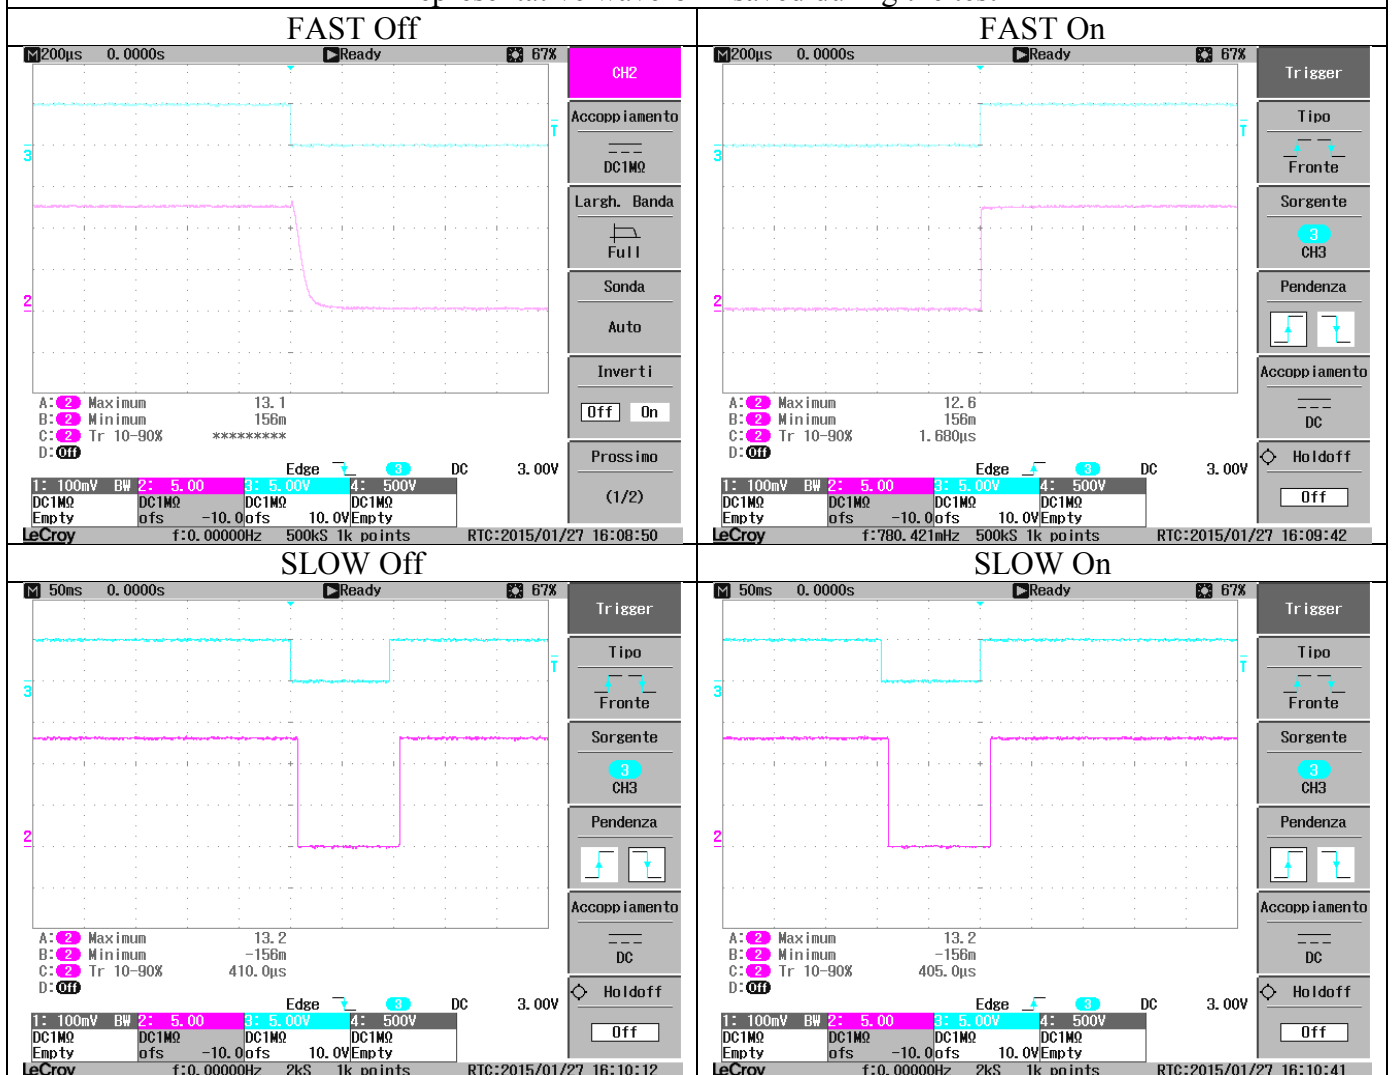 representative waveform saved during the test
FAST Off
FAST On
M 200µs 0.0000s Ready 67%
CH2
Accoppiamento
DC1MΩ
Largh. Banda
Full
Sonda
Auto
Inverti
Off On
Prossimo
(1/2)
T
3
2
A: 2 Maximum 13.1
B: 2 Minimum 156m
C: 2 Tr 10-90% *********
D: Off
Edge 3 DC 3.00V
1: 100mV BW 2: 5.00 3: 5.00V 4: 500V
DC1MΩ DC1MΩ DC1MΩ DC1MΩ
Empty ofs -10.0 ofs 10.0V Empty
LeCroy f:0.00000Hz 500kS 1k points RTC:2015/01/27 16:08:50
M 200µs 0.0000s Ready 67%
Trigger
Tipo
Fronte
Sorgente
3
CH3
Pendenza
Accoppiamento
DC
Holdoff
Off
T
3
2
A: 2 Maximum 12.6
B: 2 Minimum 156m
C: 2 Tr 10-90% 1.680µs
D: Off
Edge 3 DC 3.00V
1: 100mV BW 2: 5.00 3: 5.00V 4: 500V
DC1MΩ DC1MΩ DC1MΩ DC1MΩ
Empty ofs -10.0 ofs 10.0V Empty
LeCroy f:780.421mHz 500kS 1k points RTC:2015/01/27 16:09:42
SLOW Off
SLOW On
M 50ms 0.0000s Ready 67%
Trigger
Tipo
Fronte
Sorgente
3
CH3
Pendenza
Accoppiamento
DC
Holdoff
Off
T
3
2
A: 2 Maximum 13.2
B: 2 Minimum -156m
C: 2 Tr 10-90% 410.0µs
D: Off
Edge 3 DC 3.00V
1: 100mV BW 2: 5.00 3: 5.00V 4: 500V
DC1MΩ DC1MΩ DC1MΩ DC1MΩ
Empty ofs -10.0 ofs 10.0V Empty
LeCroy f:0.00000Hz 2kS 1k points RTC:2015/01/27 16:10:12
M 50ms 0.0000s Ready 67%
Trigger
Tipo
Fronte
Sorgente
3
CH3
Pendenza
Accoppiamento
DC
Holdoff
Off
T
3
2
A: 2 Maximum 13.2
B: 2 Minimum -156m
C: 2 Tr 10-90% 405.0µs
D: Off
Edge 3 DC 3.00V
1: 100mV BW 2: 5.00 3: 5.00V 4: 500V
DC1MΩ DC1MΩ DC1MΩ DC1MΩ
Empty ofs -10.0 ofs 10.0V Empty
LeCroy f:0.00000Hz 2kS 1k points RTC:2015/01/27 16:10:41